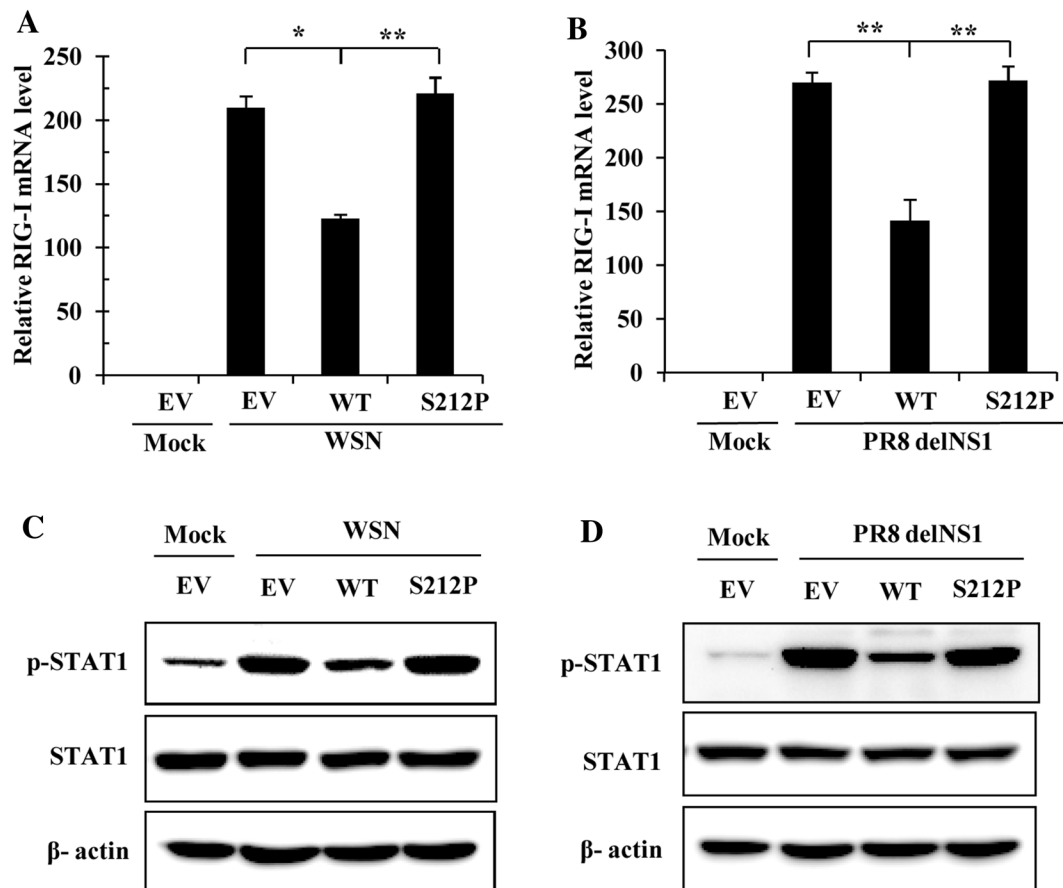 A
* **
Relative RIG-I mRNA level
250
200
150
100
50
0
EV EV WT S212P
Mock WSN
B
** **
Relative RIG-I mRNA level
300
250
200
150
100
50
0
EV EV WT S212P
Mock PR8 delNS1
C
Mock WSN
EV EV WT S212P
p-STAT1
STAT1
β- actin
D
Mock PR8 delNS1
EV EV WT S212P
p-STAT1
STAT1
β- actin